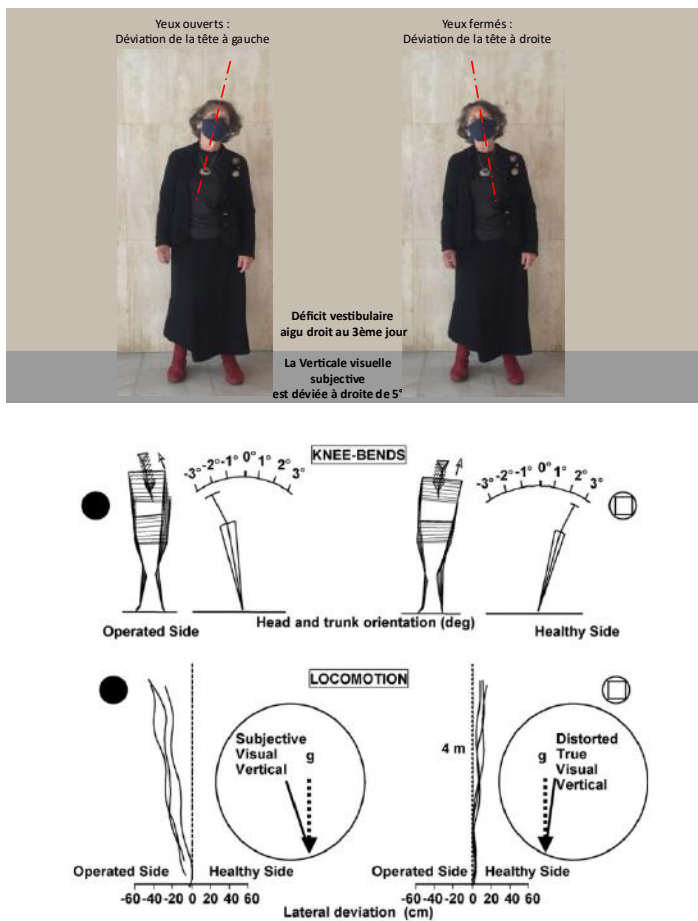 Yeux ouverts :
Déviation de la tête à gauche
Yeux fermés :
Déviation de la tête à droite
Déficit vestibulaire
aigu droit au 3ème jour
La Verticale visuelle
subjective
est déviée à droite de 5°
KNEE-BENDS
-3° -2° -1° 0° 1° 2° 3°
-3° -2° -1° 0° 1° 2° 3°
Operated Side
Head and trunk orientation (deg)
Healthy Side
LOCOMOTION
Subjective
Visual
Vertical
g
4 m
g
Distorted
True
Visual
Vertical
Operated Side
Healthy Side
Operated Side
Healthy Side
-60 -40 -20 0 20 40 60
-60 -40 -20 0 20 40 60
Lateral deviation (cm)